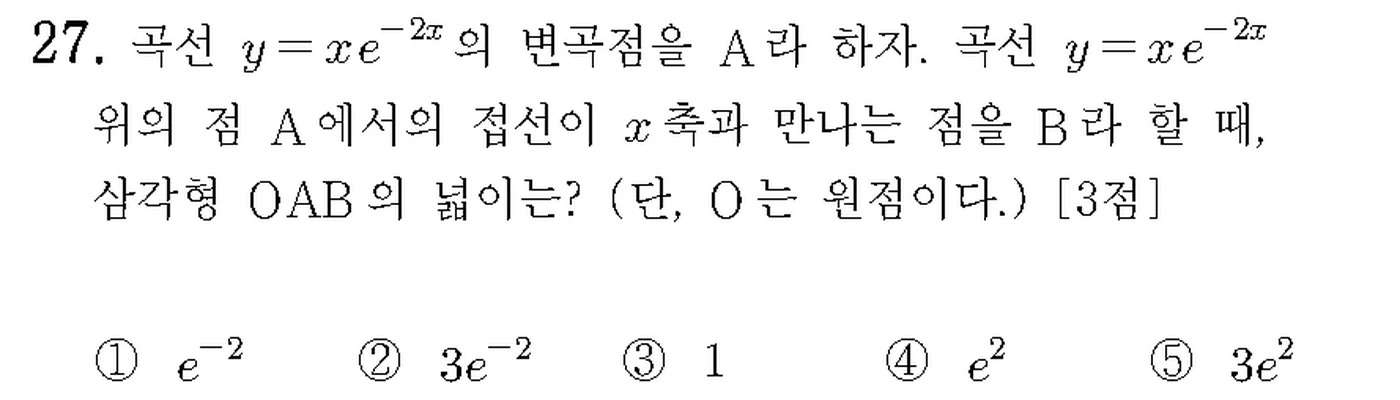 27. 곡선 y=xe^{-2x}의 변곡점을 A라 하자. 곡선 y=xe^{-2x}
위의 점 A에서의 접선이 x축과 만나는 점을 B라 할 때,
삼각형 OAB의 넓이는? (단, O는 원점이다.) [3점]
① e^{-2} ② 3e^{-2} ③ 1 ④ e^{2} ⑤ 3e^{2}